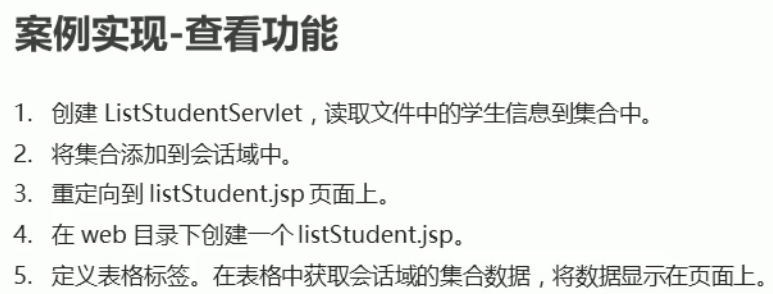 案例实现-查看功能
1. 创建 ListStudentServlet，读取文件中的学生信息到集合中。
2. 将集合添加到会话域中。
3. 重定向到 listStudent.jsp 页面上。
4. 在 web 目录下创建一个 listStudent.jsp。
5. 定义表格标签。在表格中获取会话域的集合数据，将数据显示在页面上。